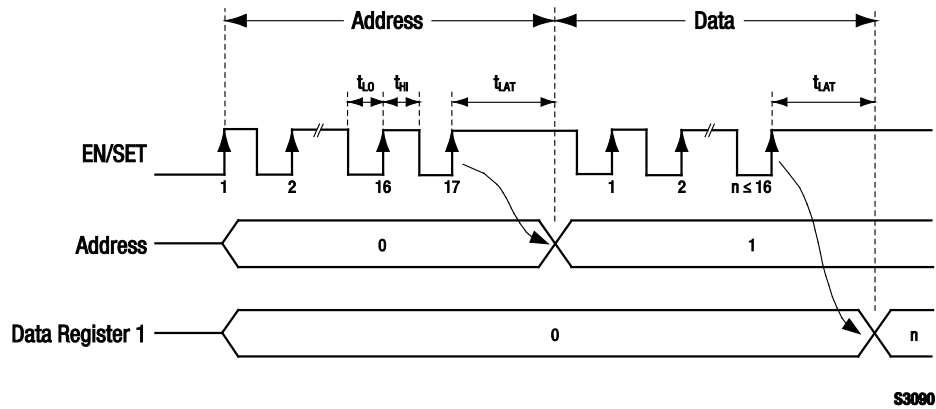 Address Data
tLO tHI tLAT tLAT
EN/SET
1 2 16 17 1 2 n ≤ 16
Address 0 1
Data Register 1 0 n
S3090